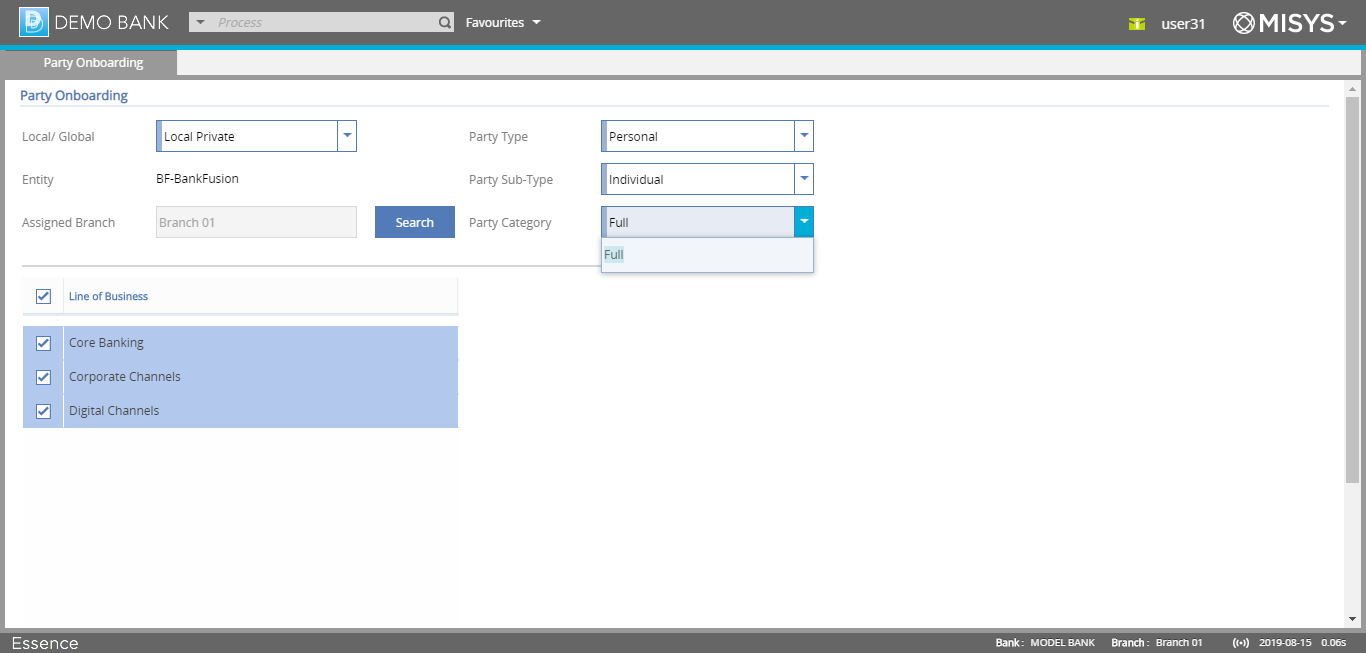 DEMO BANK Process Favourites user31 MISYS
Party Onboarding
Party Onboarding
Local/ Global Local Private Party Type Personal
Entity BF-BankFusion Party Sub-Type Individual
Assigned Branch Branch 01 Search Party Category Full
Full
Line of Business
Core Banking
Corporate Channels
Digital Channels
Essence Bank : MODEL BANK Branch : Branch 01 2019-08-15 0.06s